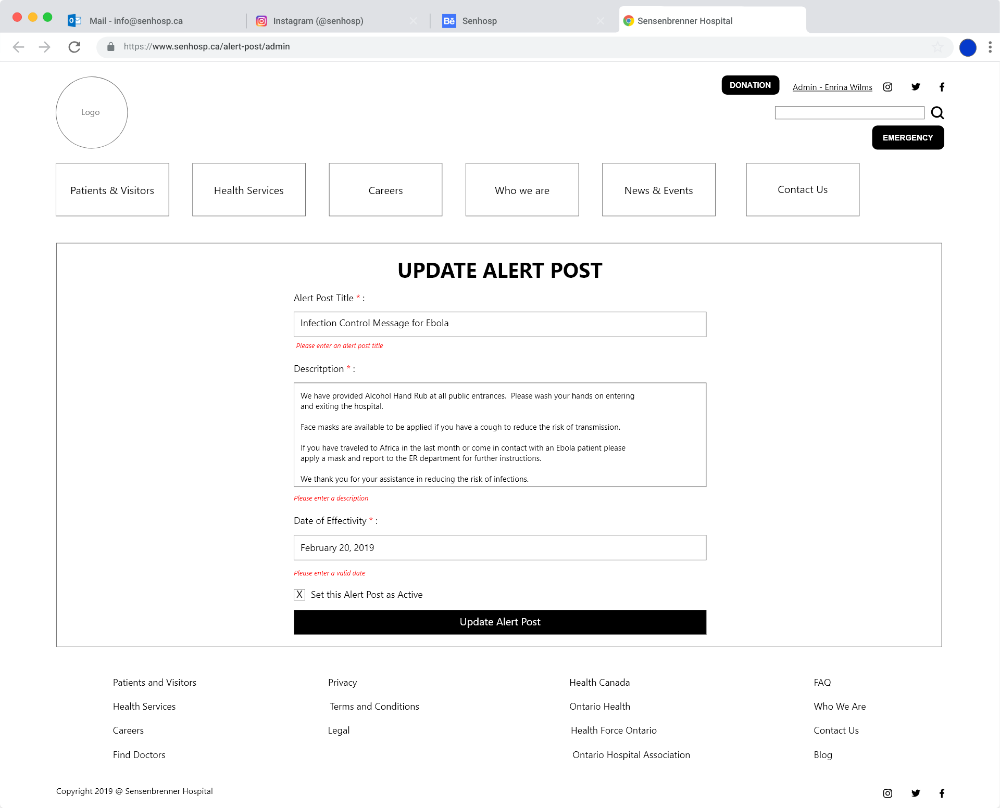 Mail - info@senhosp.ca
Instagram (@senhosp)
Bē
Senhosp
Sensenbrenner Hospital
https://www.senhosp.ca/alert-post/admin
Logo
DONATION
Admin - Enrina Wilms
EMERGENCY
Patients & Visitors
Health Services
Careers
Who we are
News & Events
Contact Us
UPDATE ALERT POST
Alert Post Title * :
Infection Control Message for Ebola
Please enter an alert post title
Descritption * :
We have provided Alcohol Hand Rub at all public entrances.  Please wash your hands on entering
and exiting the hospital.
Face masks are available to be applied if you have a cough to reduce the risk of transmission.
If you have traveled to Africa in the last month or come in contact with an Ebola patient please
apply a mask and report to the ER department for further instructions.
We thank you for your assistance in reducing the risk of infections.
Please enter a description
Date of Effectivity * :
February 20, 2019
Please enter a valid date
X Set this Alert Post as Active
Update Alert Post
Patients and Visitors
Health Services
Careers
Find Doctors
Privacy
Terms and Conditions
Legal
Health Canada
Ontario Health
Health Force Ontario
Ontario Hospital Association
FAQ
Who We Are
Contact Us
Blog
Copyright 2019 @ Sensenbrenner Hospital